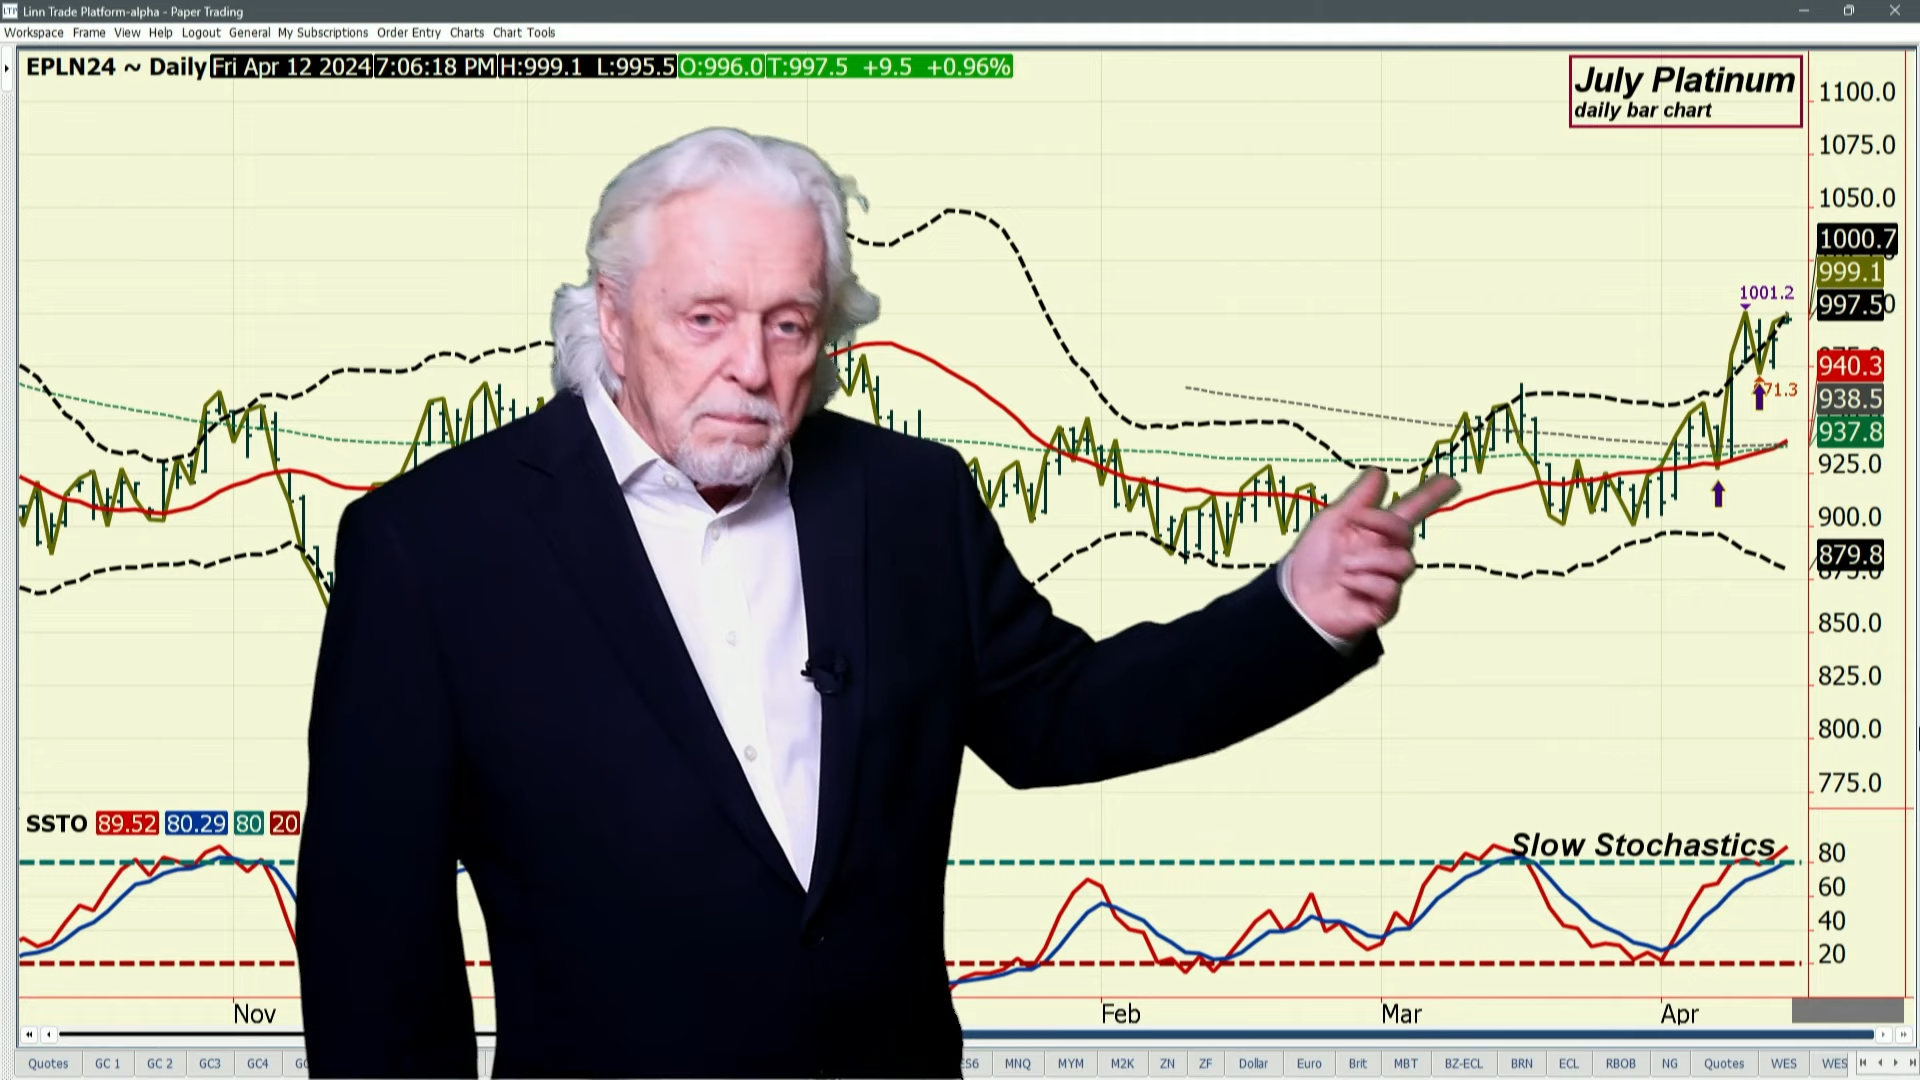 Linn Trade Platform-alpha - Paper Trading
Workspace Frame View Help Logout General My Subscriptions Order Entry Charts Chart Tools
EPLN24 ~ Daily Fri Apr 12 2024 7:06:18 PM H:999.1 L:995.5 O:996.0 T:997.5 +9.5 +0.96%
July Platinum
daily bar chart
1100.0
1075.0
1050.0
1000.7
999.1
1001.2
997.50
940.3
71.3
938.5
937.8
925.0
900.0
879.8
850.0
825.0
800.0
775.0
SSTO 89.52 80.29 80 20
Slow Stochastics
80
60
40
20
Nov Feb Mar Apr
Quotes GC 1 GC 2 GC3 GC4 MNQ MYM M2K ZN ZF Dollar Euro Brit MBT BZ-ECL BRN ECL RBOB NG Quotes WES WES